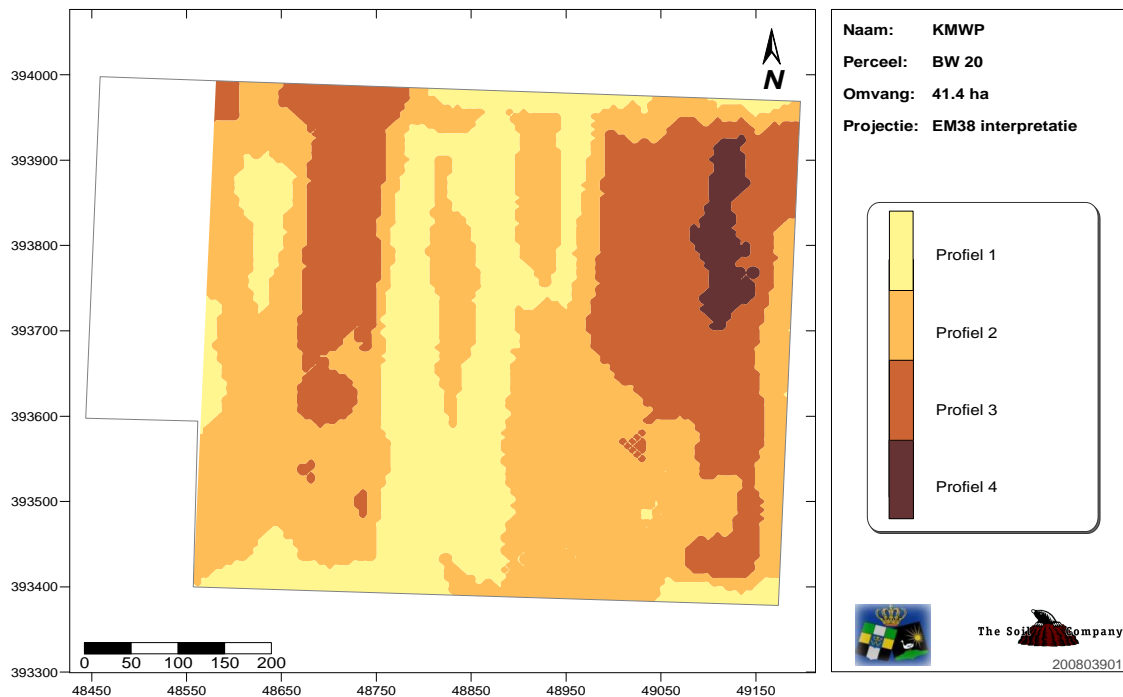 Naam: KMWP
Perceel: BW 20
Omvang: 41.4 ha
Projectie: EM38 interpretatie
N
394000
393900
393800
393700
393600
393500
393400
393300
0 50 100 150 200
48450 48550 48650 48750 48850 48950 49050 49150
Profiel 1
Profiel 2
Profiel 3
Profiel 4
The Soil Company
200803901